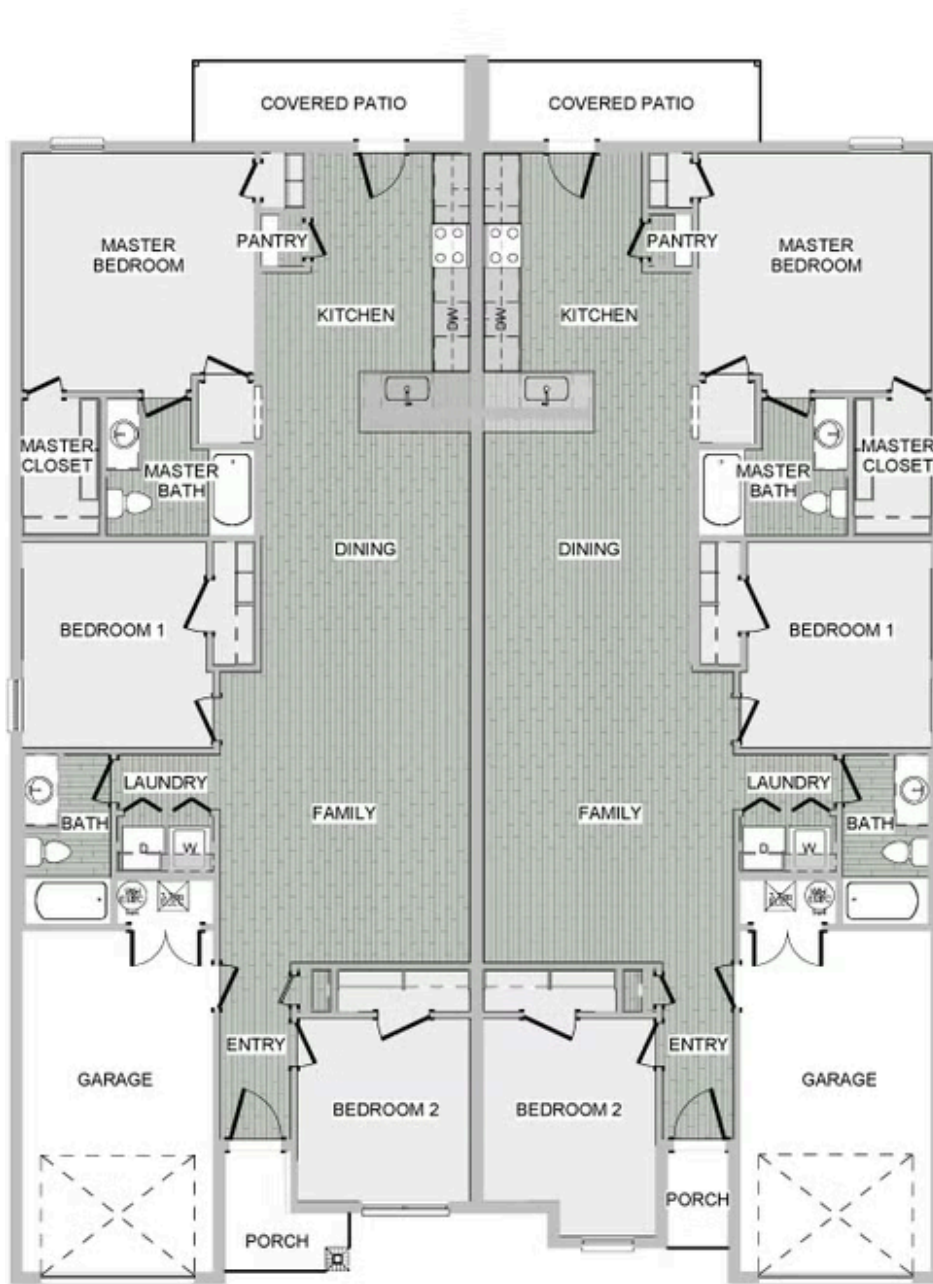 COVERED PATIO
COVERED PATIO
MASTER
BEDROOM
PANTRY
PANTRY
MASTER
BEDROOM
KITCHEN
KITCHEN
MASTER
CLOSET
MASTER
BATH
MASTER
BATH
MASTER
CLOSET
DINING
DINING
BEDROOM 1
BEDROOM 1
LAUNDRY
LAUNDRY
BATH
FAMILY
FAMILY
BATH
D
W
D
W
ENTRY
ENTRY
GARAGE
GARAGE
BEDROOM 2
BEDROOM 2
PORCH
PORCH